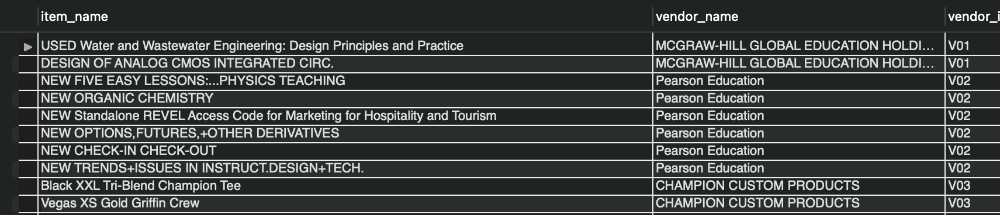 item_name vendor_name vendor_i
USED Water and Wastewater Engineering: Design Principles and Practice MCGRAW-HILL GLOBAL EDUCATION HOLDI... V01
DESIGN OF ANALOG CMOS INTEGRATED CIRC. MCGRAW-HILL GLOBAL EDUCATION HOLDI... V01
NEW FIVE EASY LESSONS:...PHYSICS TEACHING Pearson Education V02
NEW ORGANIC CHEMISTRY Pearson Education V02
NEW Standalone REVEL Access Code for Marketing for Hospitality and Tourism Pearson Education V02
NEW OPTIONS,FUTURES,+OTHER DERIVATIVES Pearson Education V02
NEW CHECK-IN CHECK-OUT Pearson Education V02
NEW TRENDS+ISSUES IN INSTRUCT.DESIGN+TECH. Pearson Education V02
Black XXL Tri-Blend Champion Tee CHAMPION CUSTOM PRODUCTS V03
Vegas XS Gold Griffin Crew CHAMPION CUSTOM PRODUCTS V03